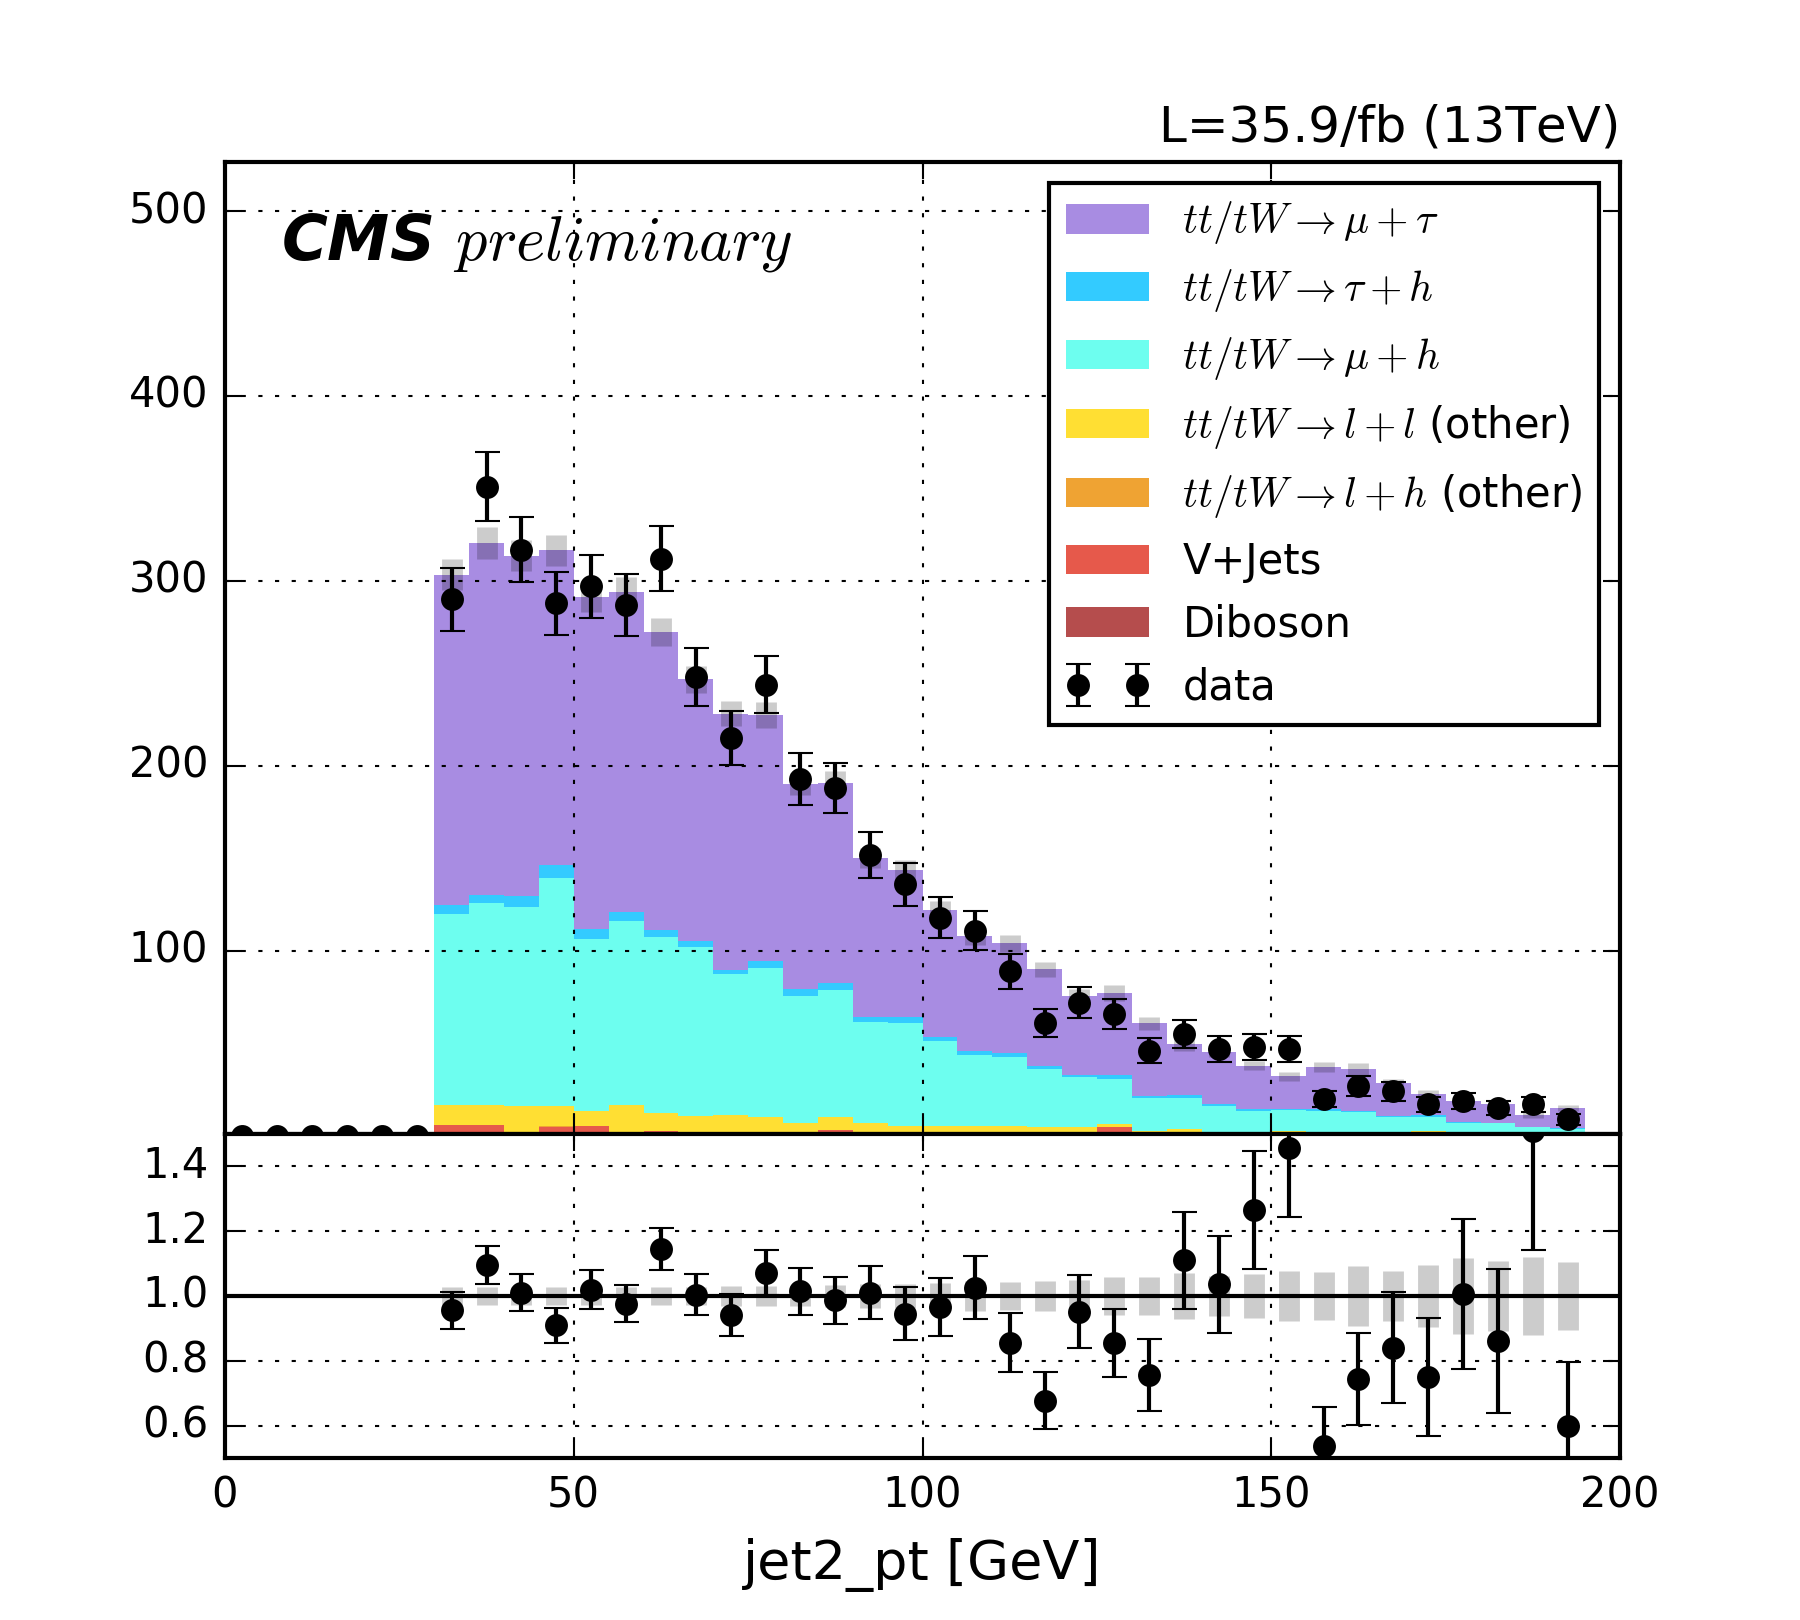 L=35.9/fb (13TeV)
CMS preliminary
500
400
300
200
100
tt/tW→μ+τ
tt/tW→τ+h
tt/tW→μ+h
tt/tW→l+l (other)
tt/tW→l+h (other)
V+Jets
Diboson
data
1.4
1.2
1.0
0.8
0.6
0 50 100 150 200
jet2_pt [GeV]